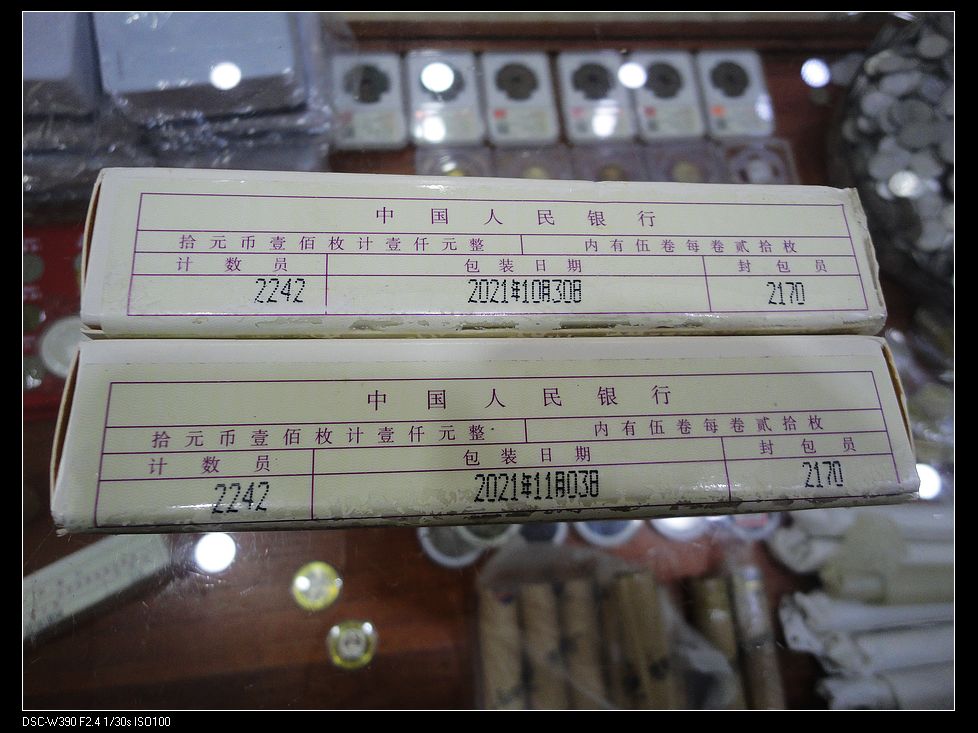 中国人民银行
拾元币壹佰枚计壹仟元整 内有伍卷每卷贰拾枚
计数员 包装日期 封包员
2242 2021年10月30日 2170
中国人民银行
拾元币壹佰枚计壹仟元整 内有伍卷每卷贰拾枚
计数员 包装日期 封包员
2242 2021年11月03日 2170
DSC-W390 F2.4 1/30s ISO100